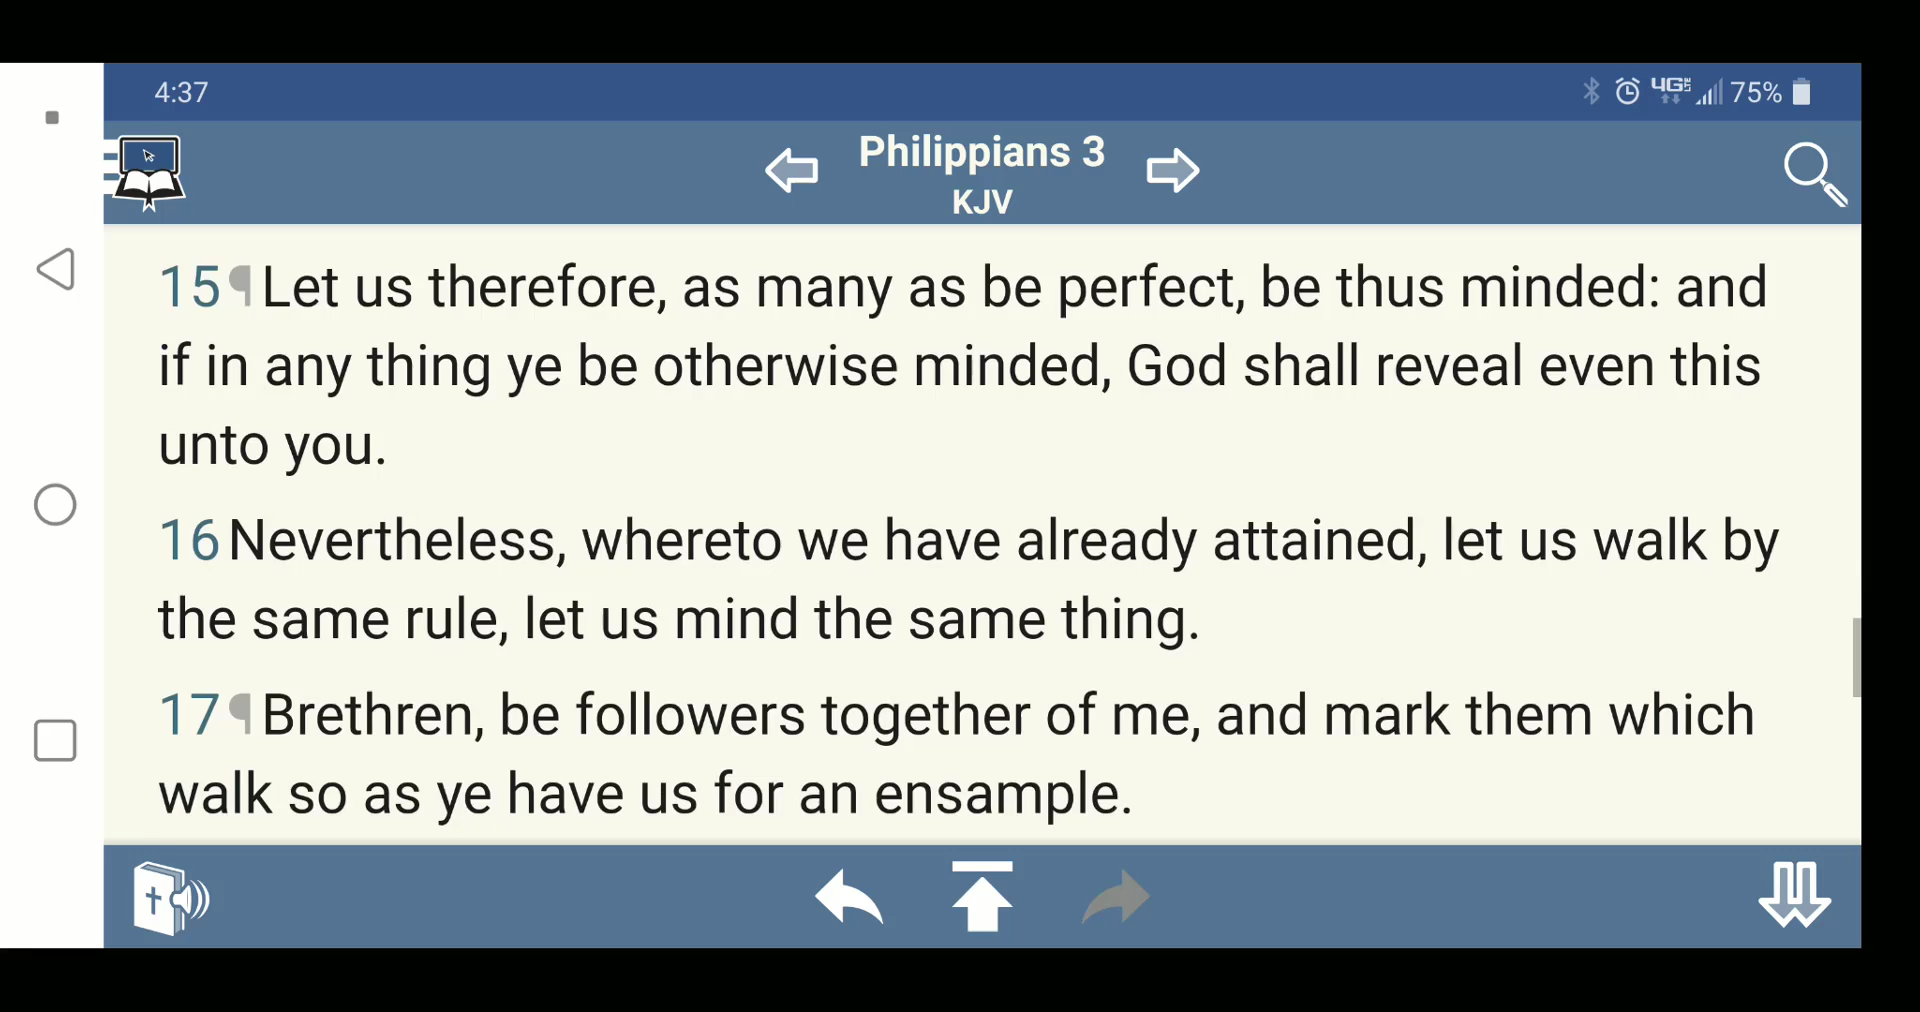 4:37
4G LTE 75%
Philippians 3
KJV
15 ¶ Let us therefore, as many as be perfect, be thus minded: and
if in any thing ye be otherwise minded, God shall reveal even this
unto you.
16 Nevertheless, whereto we have already attained, let us walk by
the same rule, let us mind the same thing.
17 ¶ Brethren, be followers together of me, and mark them which
walk so as ye have us for an ensample.